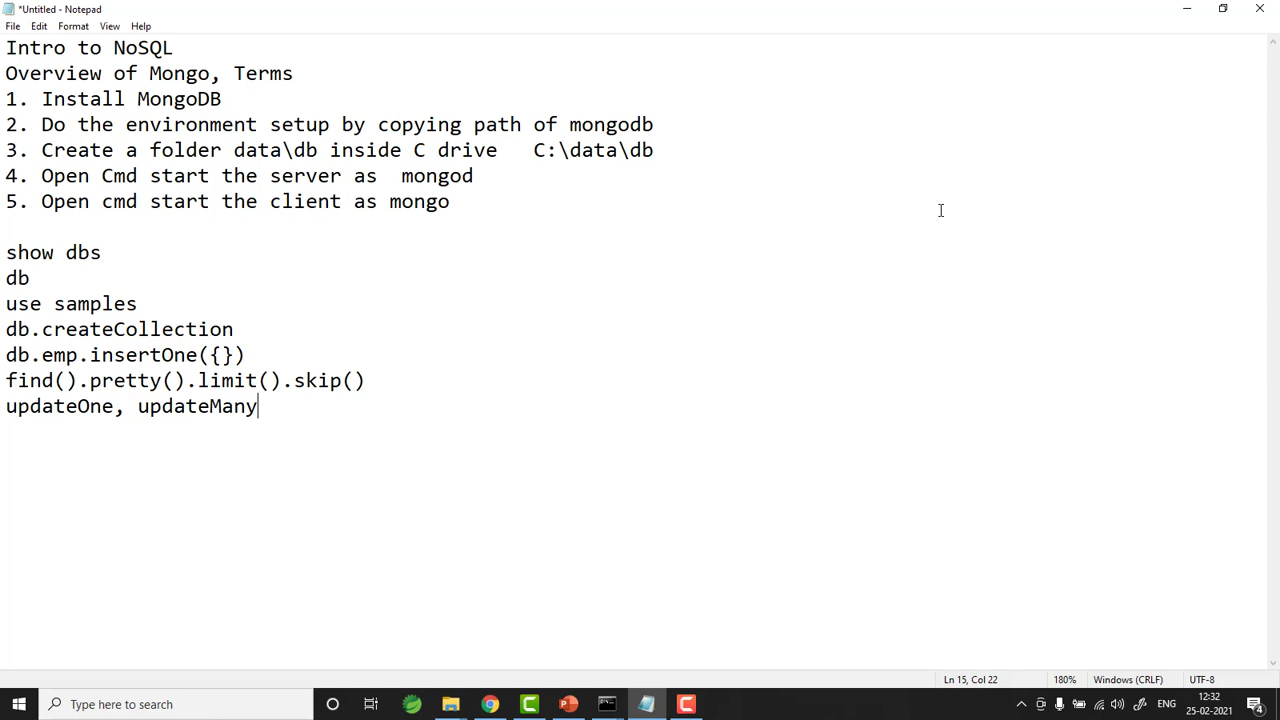 *Untitled - Notepad
File Edit Format View Help
Intro to NoSQL
Overview of Mongo, Terms
1. Install MongoDB
2. Do the environment setup by copying path of mongodb
3. Create a folder data\db inside C drive   C:\data\db
4. Open Cmd start the server as  mongod
5. Open cmd start the client as mongo
show dbs
db
use samples
db.createCollection
db.emp.insertOne({})
find().pretty().limit().skip()
updateOne, updateMany
Ln 15, Col 22 180% Windows (CRLF) UTF-8
Type here to search ENG 12:32 25-02-2021 4